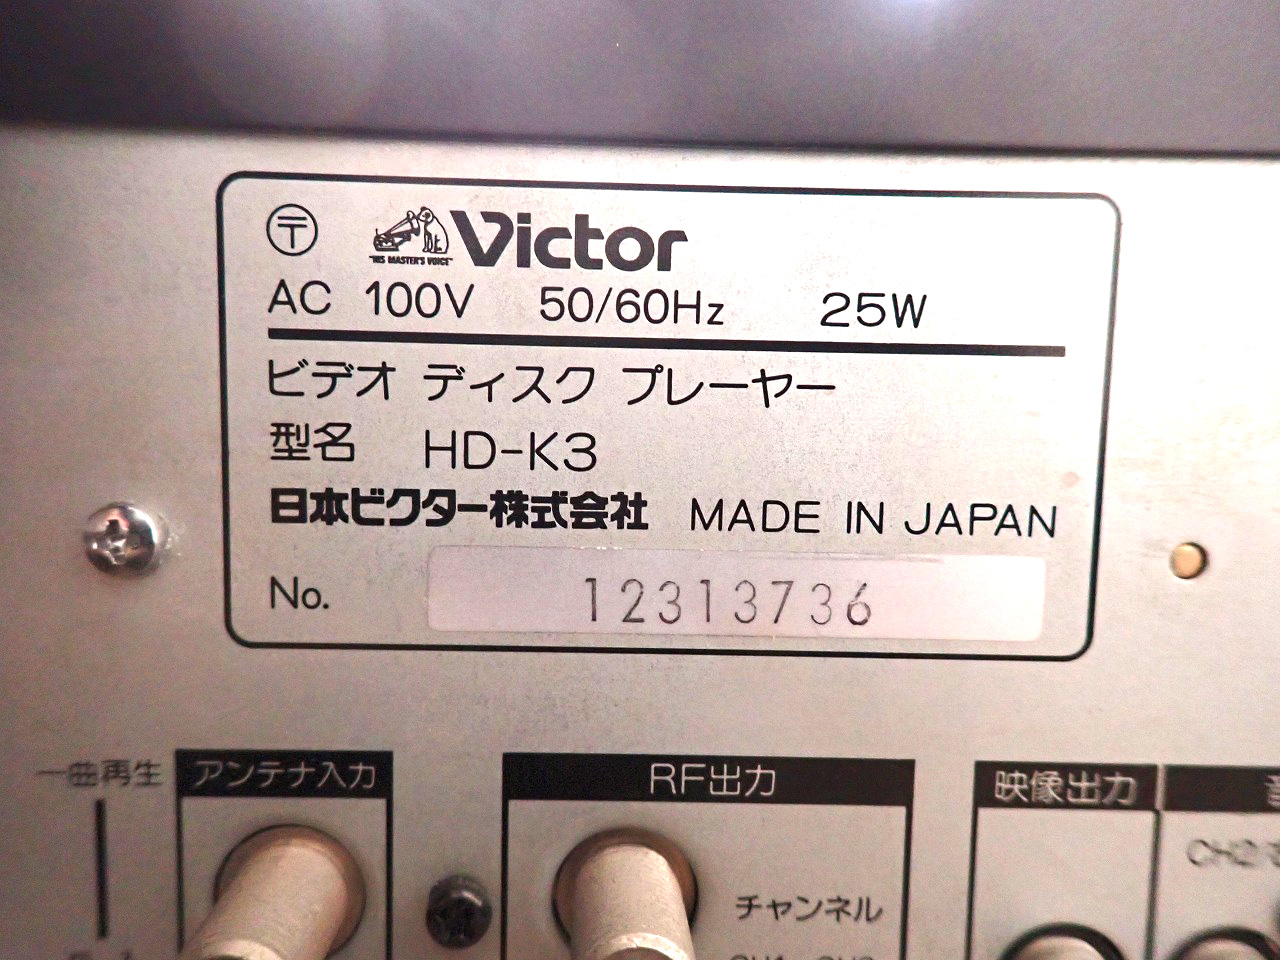 〒 "HIS MASTER'S VOICE" Victor
AC 100V 50/60Hz 25W
ビデオ ディスク プレーヤー
型名 HD-K3
日本ビクター株式会社 MADE IN JAPAN
No. 12313736
一曲再生 アンテナ入力 RF出力 映像出力
CH2/
チャンネル